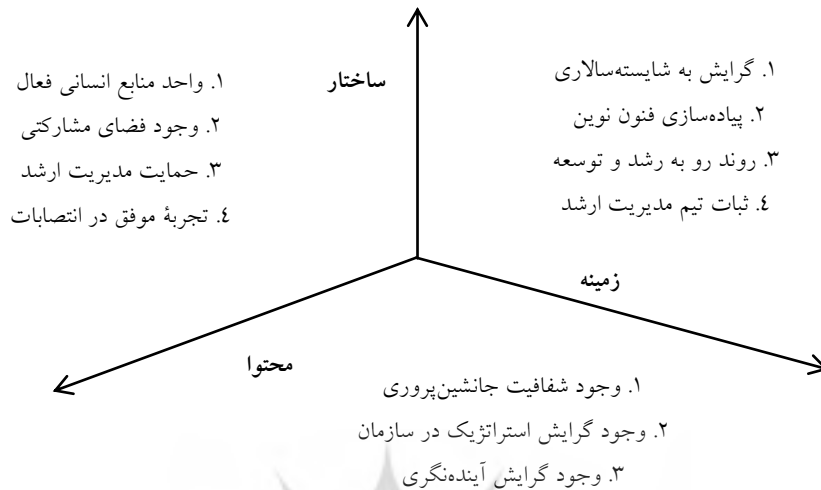 ساختار
۱. گرایش به شایسته‌سالاری
۲. پیاده‌سازی فنون نوین
۳. روند رو به رشد و توسعه
٤. ثبات تیم مدیریت ارشد
۱. واحد منابع انسانی فعال
۲. وجود فضای مشارکتی
۳. حمایت مدیریت ارشد
٤. تجربۀ موفق در انتصابات
زمینه
محتوا
۱. وجود شفافیت جانشین‌پروری
۲. وجود گرایش استراتژیک در سازمان
۳. وجود گرایش آینده‌نگری